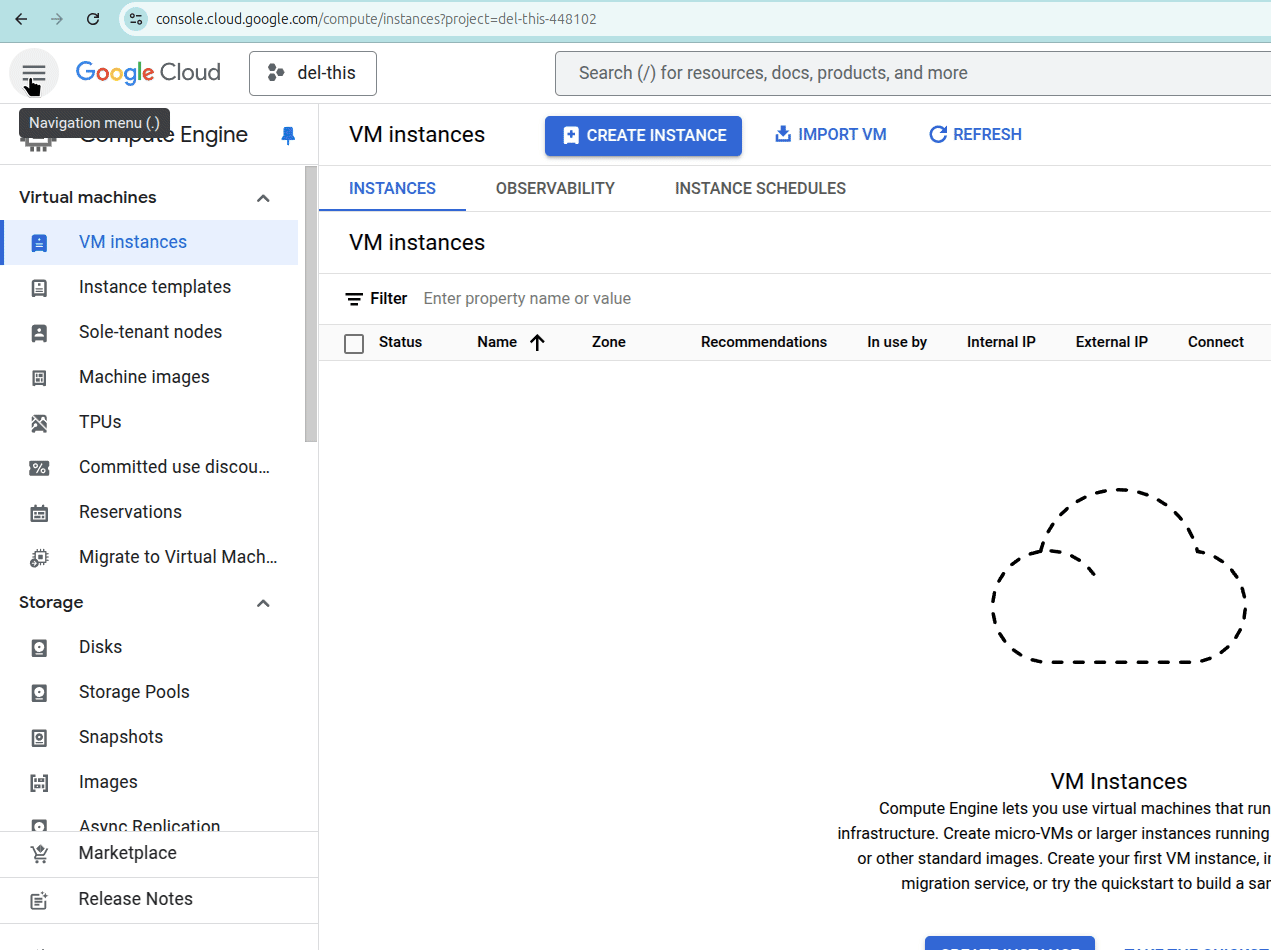 console.cloud.google.com/compute/instances?project=del-this-448102
Google Cloud
del-this
Search (/) for resources, docs, products, and more
Navigation menu (.)
Compute Engine
Virtual machines
VM instances
Instance templates
Sole-tenant nodes
Machine images
TPUs
Committed use discou...
Reservations
Migrate to Virtual Mach...
Storage
Disks
Storage Pools
Snapshots
Images
Async Replication
Marketplace
Release Notes
VM instances
CREATE INSTANCE
IMPORT VM
REFRESH
INSTANCES
OBSERVABILITY
INSTANCE SCHEDULES
VM instances
Filter
Enter property name or value
Status Name Zone Recommendations In use by Internal IP External IP Connect
VM Instances
Compute Engine lets you use virtual machines that run
infrastructure. Create micro-VMs or larger instances running
or other standard images. Create your first VM instance,
migration service, or try the quickstart to build a
CREATE INSTANCE